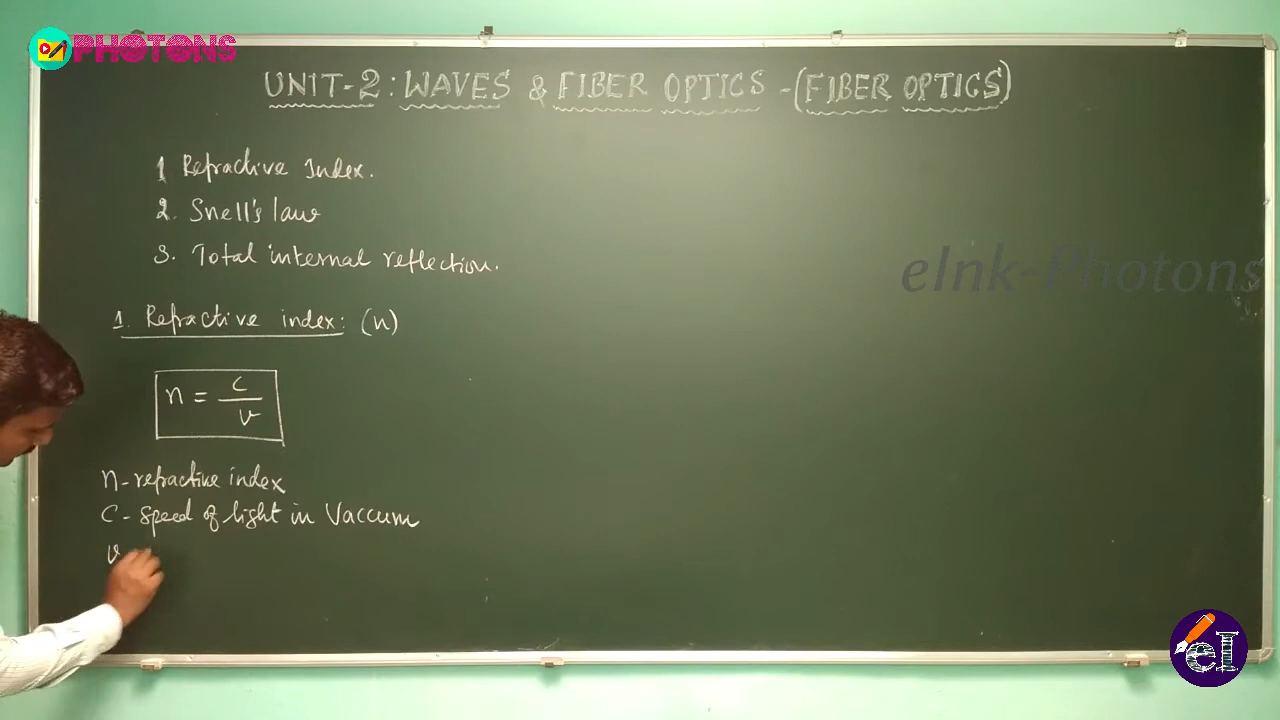 PHOTONS
UNIT-2: WAVES & FIBER OPTICS -(FIBER OPTICS)
1 Refractive Index.
2. Snell's law
eInk-Photons
3. Total internal reflection.
1. Refractive index: (n)
n = c / v
n - refractive index
c - speed of light in Vaccum
v
eI